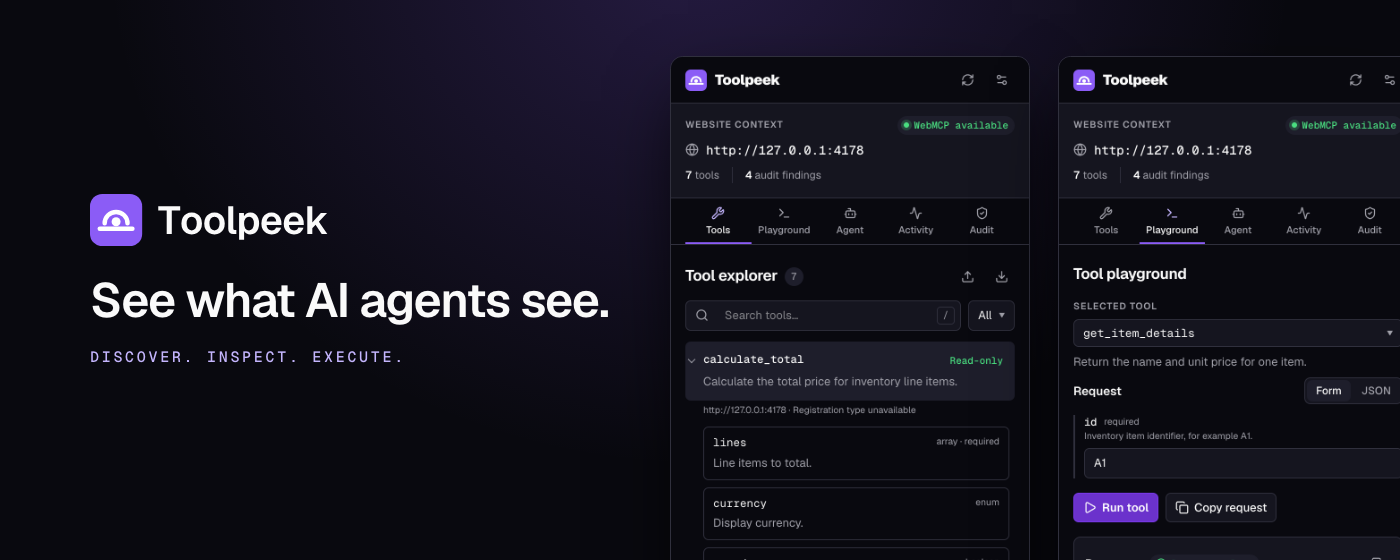 Toolpeek
See what AI agents see.
DISCOVER. INSPECT. EXECUTE.
Toolpeek
WEBSITE CONTEXT
WebMCP available
http://127.0.0.1:4178
7 tools
4 audit findings
Tools
Playground
Agent
Activity
Audit
Tool explorer 7
Search tools…
/
All
calculate_total
Read-only
Calculate the total price for inventory line items.
http://127.0.0.1:4178 · Registration type unavailable
lines
array · required
Line items to total.
currency
enum
Display currency.
Toolpeek
WEBSITE CONTEXT
WebMCP available
http://127.0.0.1:4178
7 tools
4 audit findings
Tools
Playground
Agent
Activity
Audit
Tool playground
SELECTED TOOL
get_item_details
Return the name and unit price for one item.
Request
Form
JSON
id required
Inventory item identifier, for example A1.
A1
Run tool
Copy request